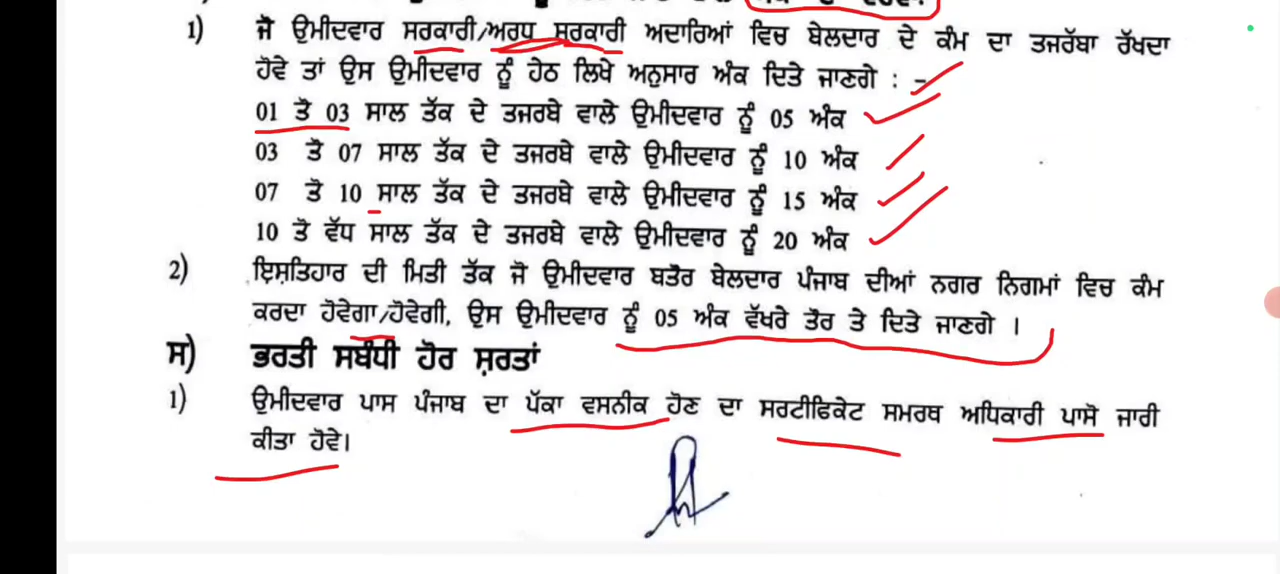 1) ਜੋ ਉਮੀਦਵਾਰ ਸਰਕਾਰੀ/ਅਰਧ ਸਰਕਾਰੀ ਅਦਾਰਿਆਂ ਵਿਚ ਬੇਲਦਾਰ ਦੇ ਕੰਮ ਦਾ ਤਜਰੱਬਾ ਰੱਖਦਾ
ਹੋਵੇ ਤਾਂ ਉਸ ਉਮੀਦਵਾਰ ਨੂੰ ਹੇਠ ਲਿਖੇ ਅਨੁਸਾਰ ਅੰਕ ਦਿਤੇ ਜਾਣਗੇ : -
01 ਤੋ 03 ਸਾਲ ਤੱਕ ਦੇ ਤਜਰਬੇ ਵਾਲੇ ਉਮੀਦਵਾਰ ਨੂੰ 05 ਅੰਕ
03 ਤੋ 07 ਸਾਲ ਤੱਕ ਦੇ ਤਜਰਬੇ ਵਾਲੇ ਉਮੀਦਵਾਰ ਨੂੰ 10 ਅੰਕ
07 ਤੋ 10 ਸਾਲ ਤੱਕ ਦੇ ਤਜਰਬੇ ਵਾਲੇ ਉਮੀਦਵਾਰ ਨੂੰ 15 ਅੰਕ
10 ਤੋ ਵੱਧ ਸਾਲ ਤੱਕ ਦੇ ਤਜਰਬੇ ਵਾਲੇ ਉਮੀਦਵਾਰ ਨੂੰ 20 ਅੰਕ
2) ਇਸ਼ਤਿਹਾਰ ਦੀ ਮਿਤੀ ਤੱਕ ਜੋ ਉਮੀਦਵਾਰ ਬਤੌਰ ਬੇਲਦਾਰ ਪੰਜਾਬ ਦੀਆਂ ਨਗਰ ਨਿਗਮਾਂ ਵਿਚ ਕੰਮ
ਕਰਦਾ ਹੋਵੇਗਾ/ਹੋਵੇਗੀ, ਉਸ ਉਮੀਦਵਾਰ ਨੂੰ 05 ਅੰਕ ਵੱਖਰੇ ਤੌਰ ਤੇ ਦਿਤੇ ਜਾਣਗੇ ।
ਸ) ਭਰਤੀ ਸਬੰਧੀ ਹੋਰ ਸ਼ਰਤਾਂ
1) ਉਮੀਦਵਾਰ ਪਾਸ ਪੰਜਾਬ ਦਾ ਪੱਕਾ ਵਸਨੀਕ ਹੋਣ ਦਾ ਸਰਟੀਫਿਕੇਟ ਸਮਰਥ ਅਧਿਕਾਰੀ ਪਾਸੋ ਜਾਰੀ
ਕੀਤਾ ਹੋਵੇ।